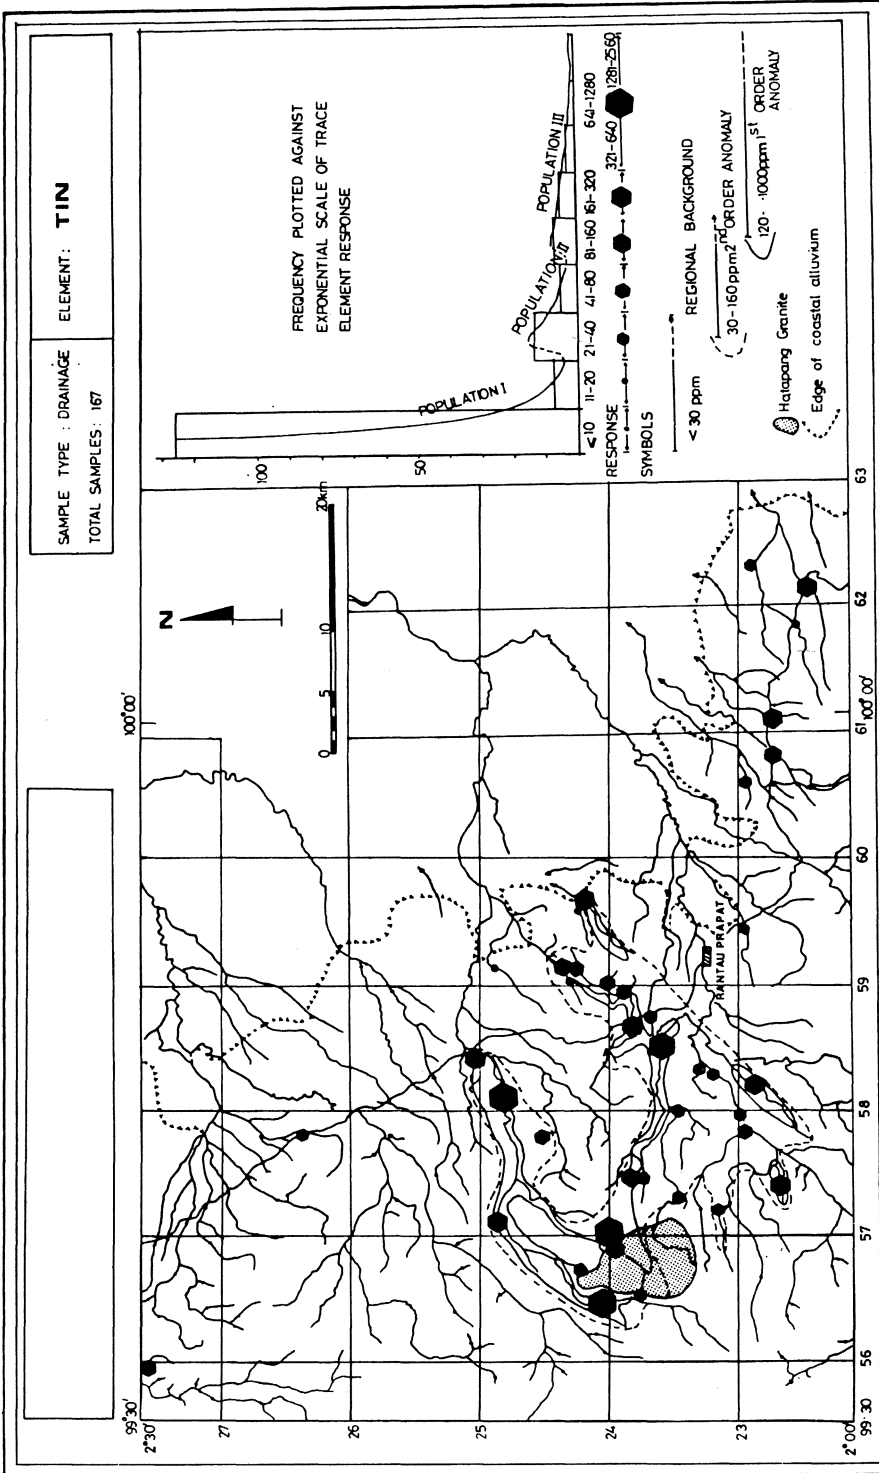 SAMPLE TYPE : DRAINAGE
TOTAL SAMPLES: 167
ELEMENT: TIN
FREQUENCY PLOTTED AGAINST
EXPONENTIAL SCALE OF TRACE
ELEMENT RESPONSE
100
50
POPULATION I
POPULATION II
POPULATION III
RESPONSE
<10 11-20 21-40 41-80 81-160 161-320 321-640 641-1280 1281-2560
SYMBOLS
<30 ppm REGIONAL BACKGROUND
30-160 ppm 2nd ORDER ANOMALY
120- -1000ppm 1st ORDER
ANOMALY
Hatapang Granite
Edge of coastal alluvium
N
0 5 10 20km
100°00'
99°30'
2°30'
27
26
25
24
23
2°00'
99·30
56
57
58
59
60
61
100°00'
62
63
RANTAU PRAPAT